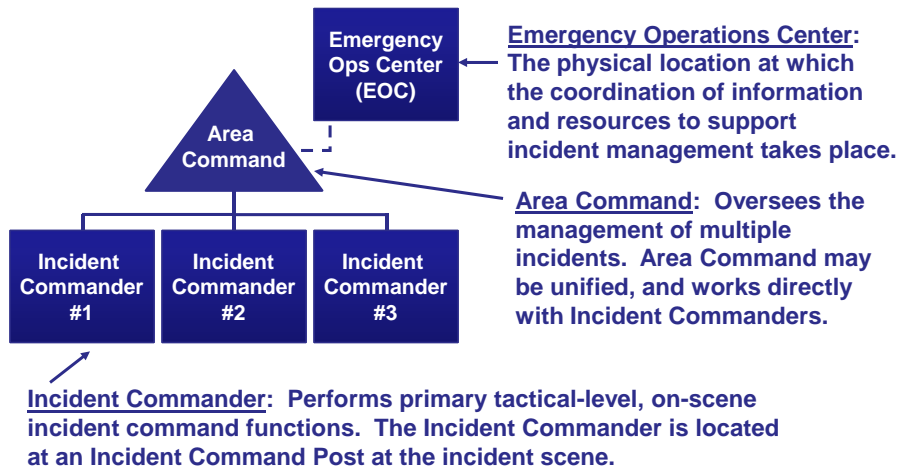 Emergency
Ops Center
(EOC)
Emergency Operations Center:
The physical location at which
the coordination of information
and resources to support
incident management takes place.
Area
Command
Area Command:  Oversees the
management of multiple
incidents.  Area Command may
be unified, and works directly
with Incident Commanders.
Incident
Commander
#1
Incident
Commander
#2
Incident
Commander
#3
Incident Commander:  Performs primary tactical-level, on-scene
incident command functions.  The Incident Commander is located
at an Incident Command Post at the incident scene.